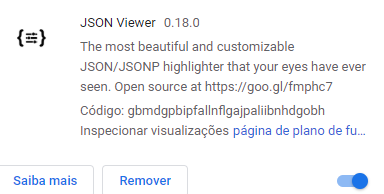 JSON Viewer 0.18.0
The most beautiful and customizable
JSON/JSONP highlighter that your eyes have ever
seen. Open source at https://goo.gl/fmphc7
Código: gbmdgpbipfallnflgajpaliibnhdgobh
Inspecionar visualizações página de plano de fu...
Saiba mais
Remover